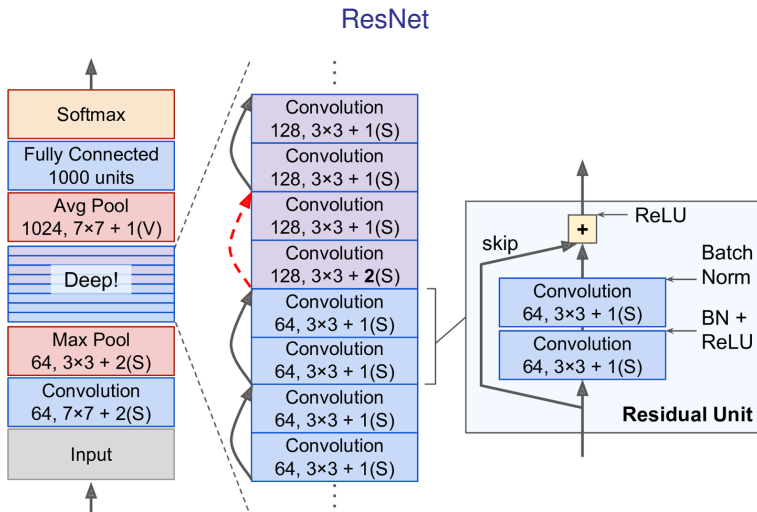 ResNet
Softmax
Fully Connected
1000 units
Avg Pool
1024, 7×7 + 1(V)
Deep!
Max Pool
64, 3×3 + 2(S)
Convolution
64, 7×7 + 2(S)
Input
Convolution
128, 3×3 + 1(S)
Convolution
128, 3×3 + 1(S)
Convolution
128, 3×3 + 1(S)
Convolution
128, 3×3 + 2(S)
Convolution
64, 3×3 + 1(S)
Convolution
64, 3×3 + 1(S)
Convolution
64, 3×3 + 1(S)
Convolution
64, 3×3 + 1(S)
+
ReLU
skip
Batch
Norm
Convolution
64, 3×3 + 1(S)
BN +
ReLU
Convolution
64, 3×3 + 1(S)
Residual Unit